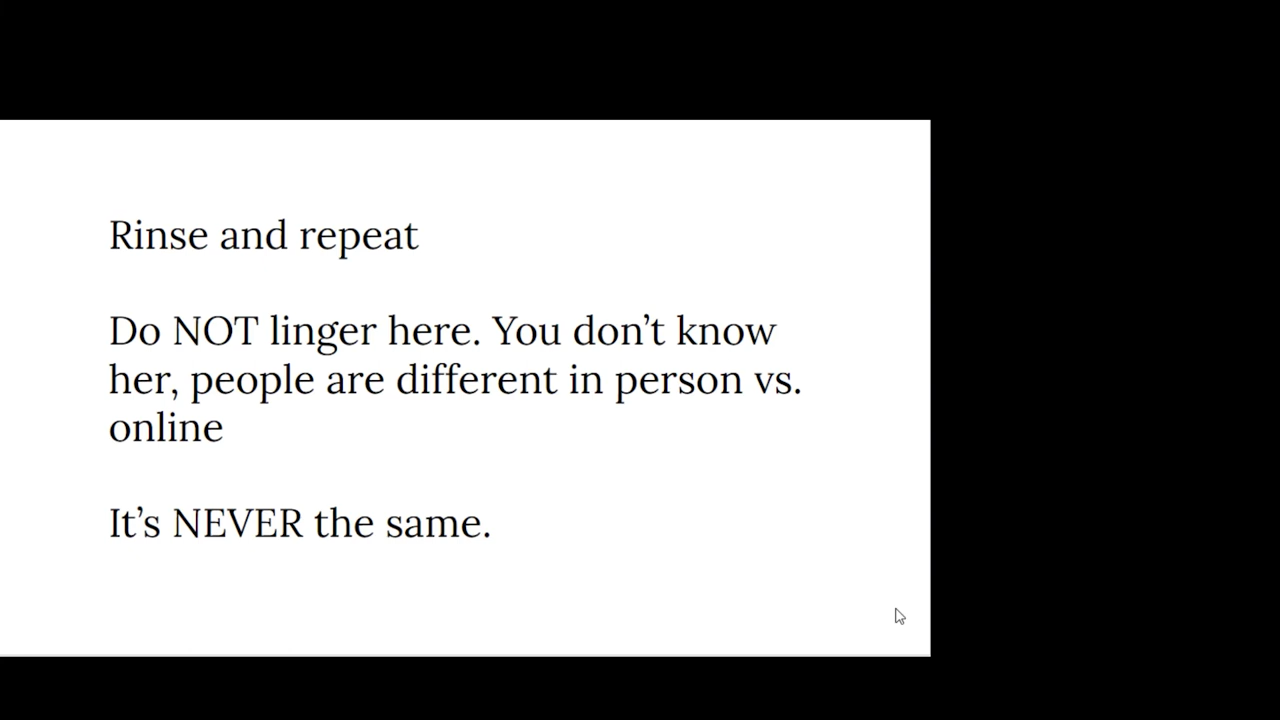 Rinse and repeat
Do NOT linger here. You don’t know
her, people are different in person vs.
online
It’s NEVER the same.